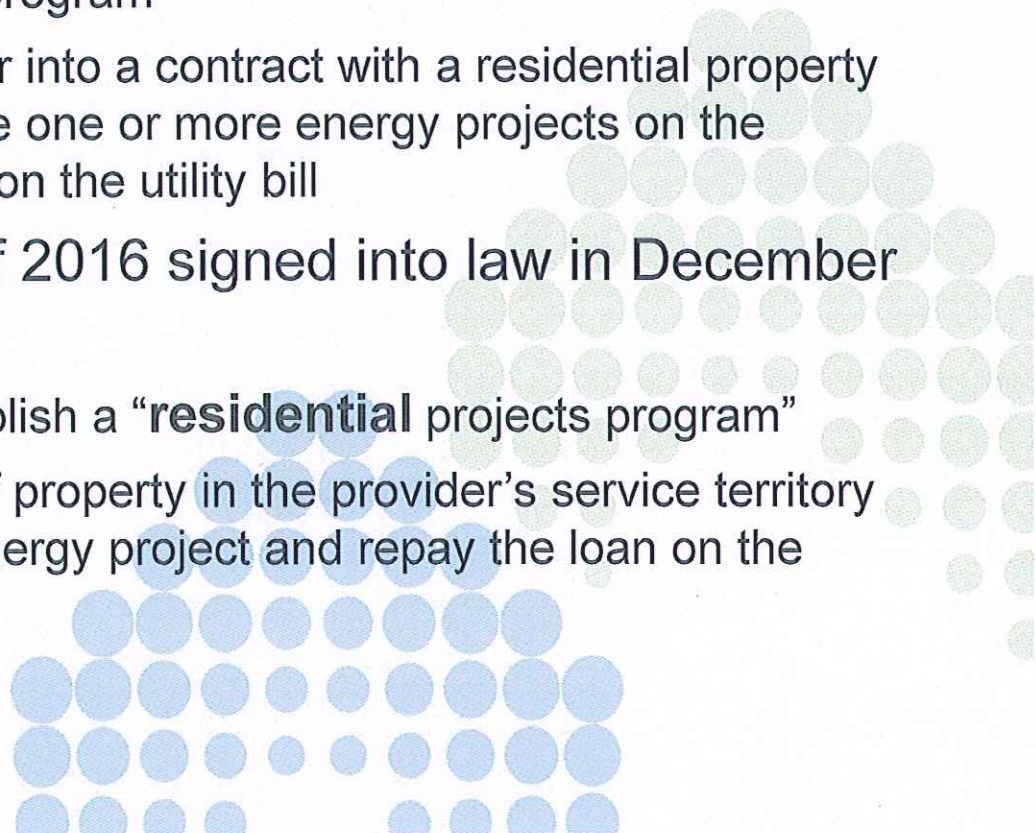 rogram
r into a contract with a residential property
e one or more energy projects on the
on the utility bill
f 2016 signed into law in December
blish a “residential projects program”
f property in the provider’s service territory
ergy project and repay the loan on the